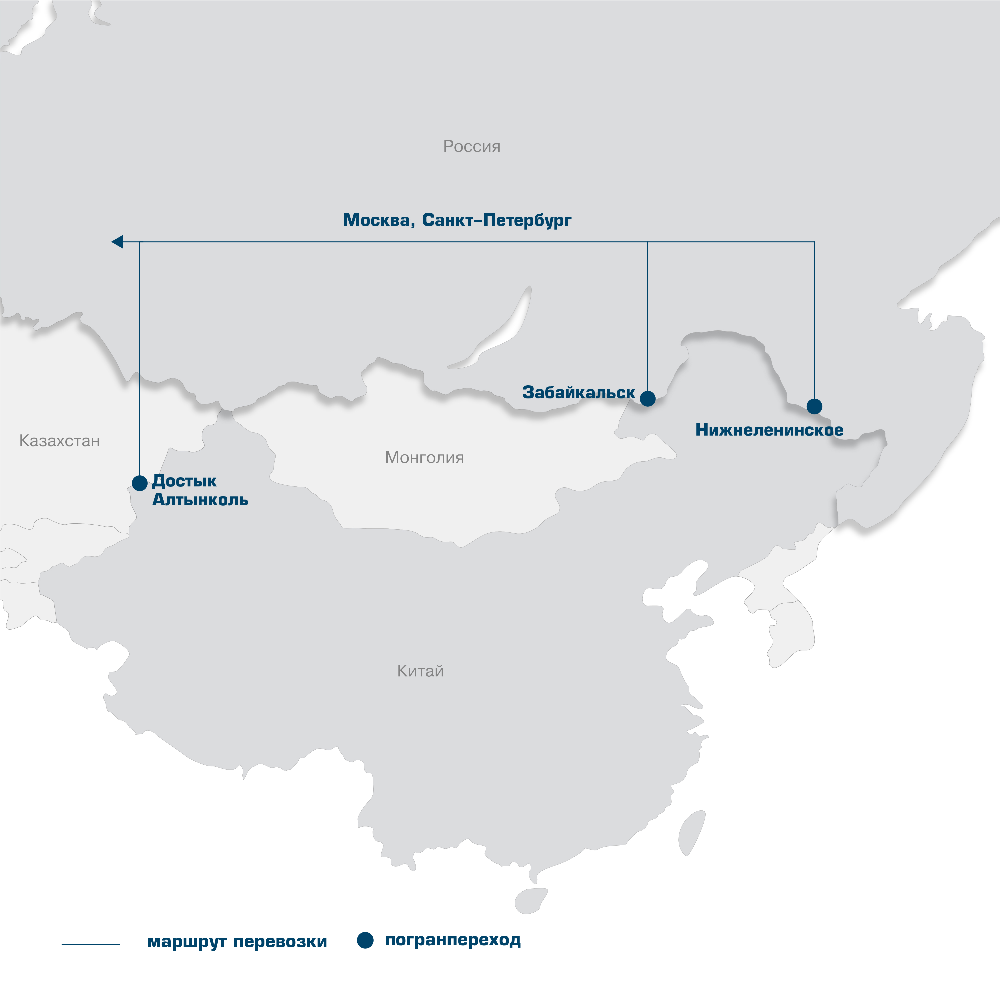 Россия
Москва, Санкт–Петербург
Забайкальск
Нижнеленинское
Казахстан
Монголия
Достык
Алтынколь
Китай
маршрут перевозки
погранпереход